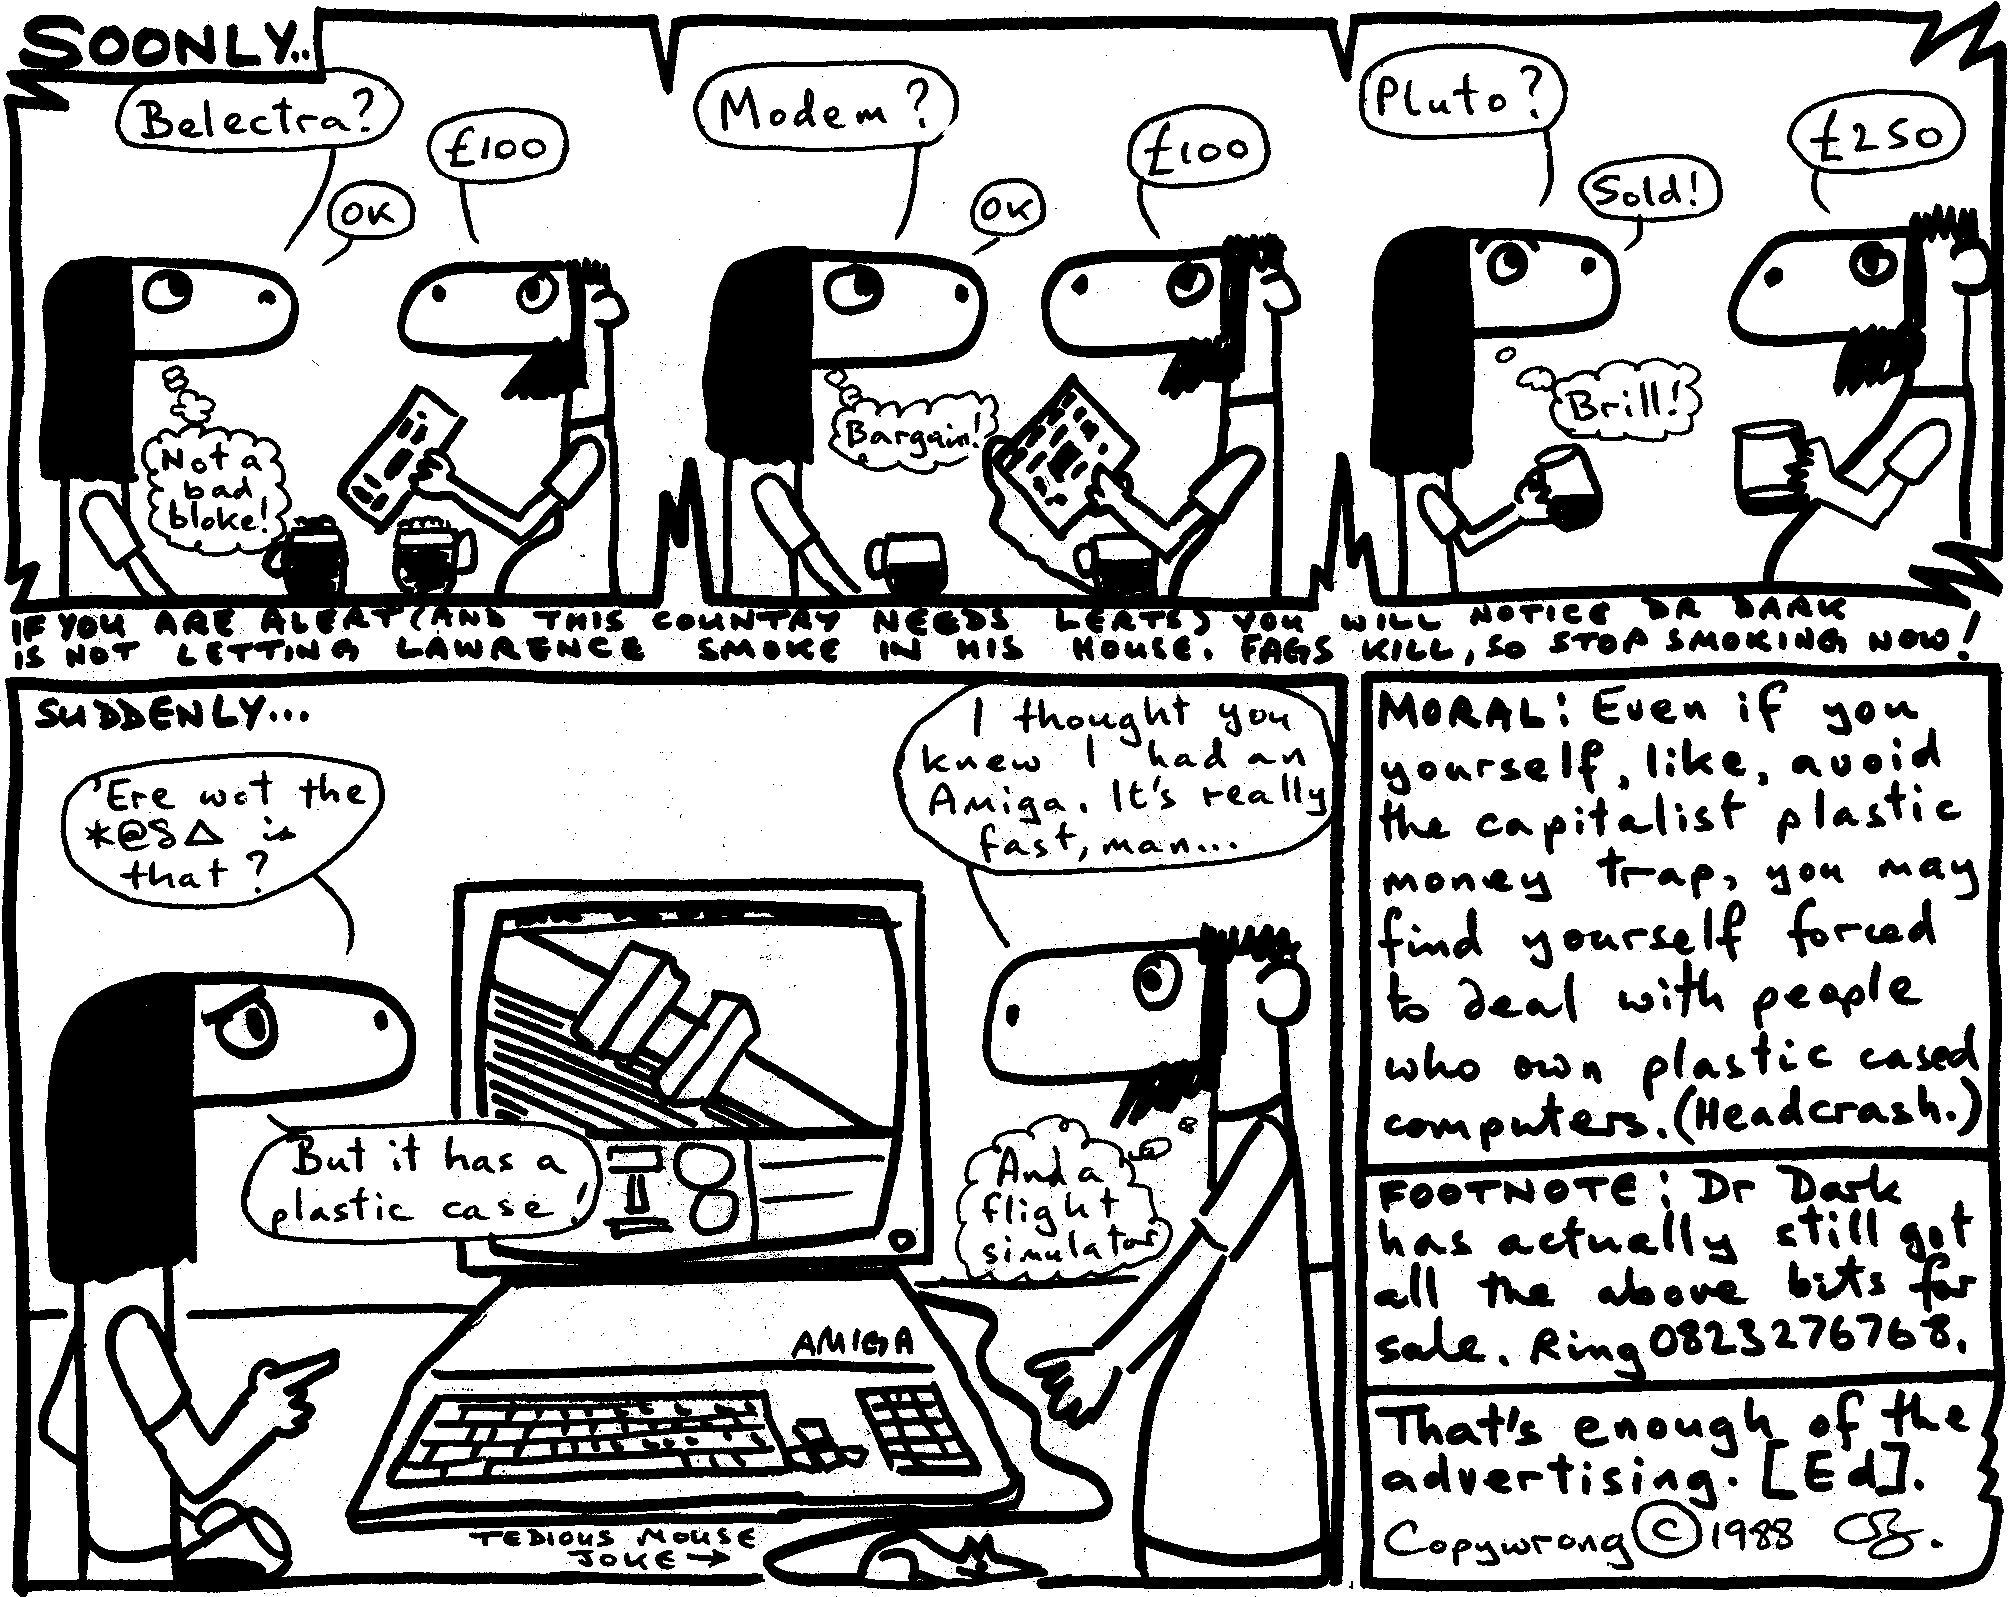 SOONLY...
Belectra?
OK
£100
Not a
bad
bloke!
Modem?
OK
£100
Bargain!
Pluto?
Sold!
£250
Brill!
IF YOU ARE ALERT (AND THIS COUNTRY NEEDS LERTS) YOU WILL NOTICE DR DARK
IS NOT LETTING LAWRENCE SMOKE IN HIS HOUSE. FAGS KILL, SO STOP SMOKING NOW!
SUDDENLY...
'Ere wot the
*@§△ is
that?
But it has a
plastic case!
I thought you
knew I had an
Amiga. It's really
fast, man...
And a
flight
simulator
AMIGA
TEDIOUS MOUSE
JOKE →
MORAL: Even if you
yourself, like, avoid
the capitalist plastic
money trap, you may
find yourself forced
to deal with people
who own plastic cased
computers. (Headcrash.)
FOOTNOTE: Dr Dark
has actually still got
all the above bits for
sale. Ring 0823276768.
That's enough of the
advertising. [Ed].
Copywrong © 1988